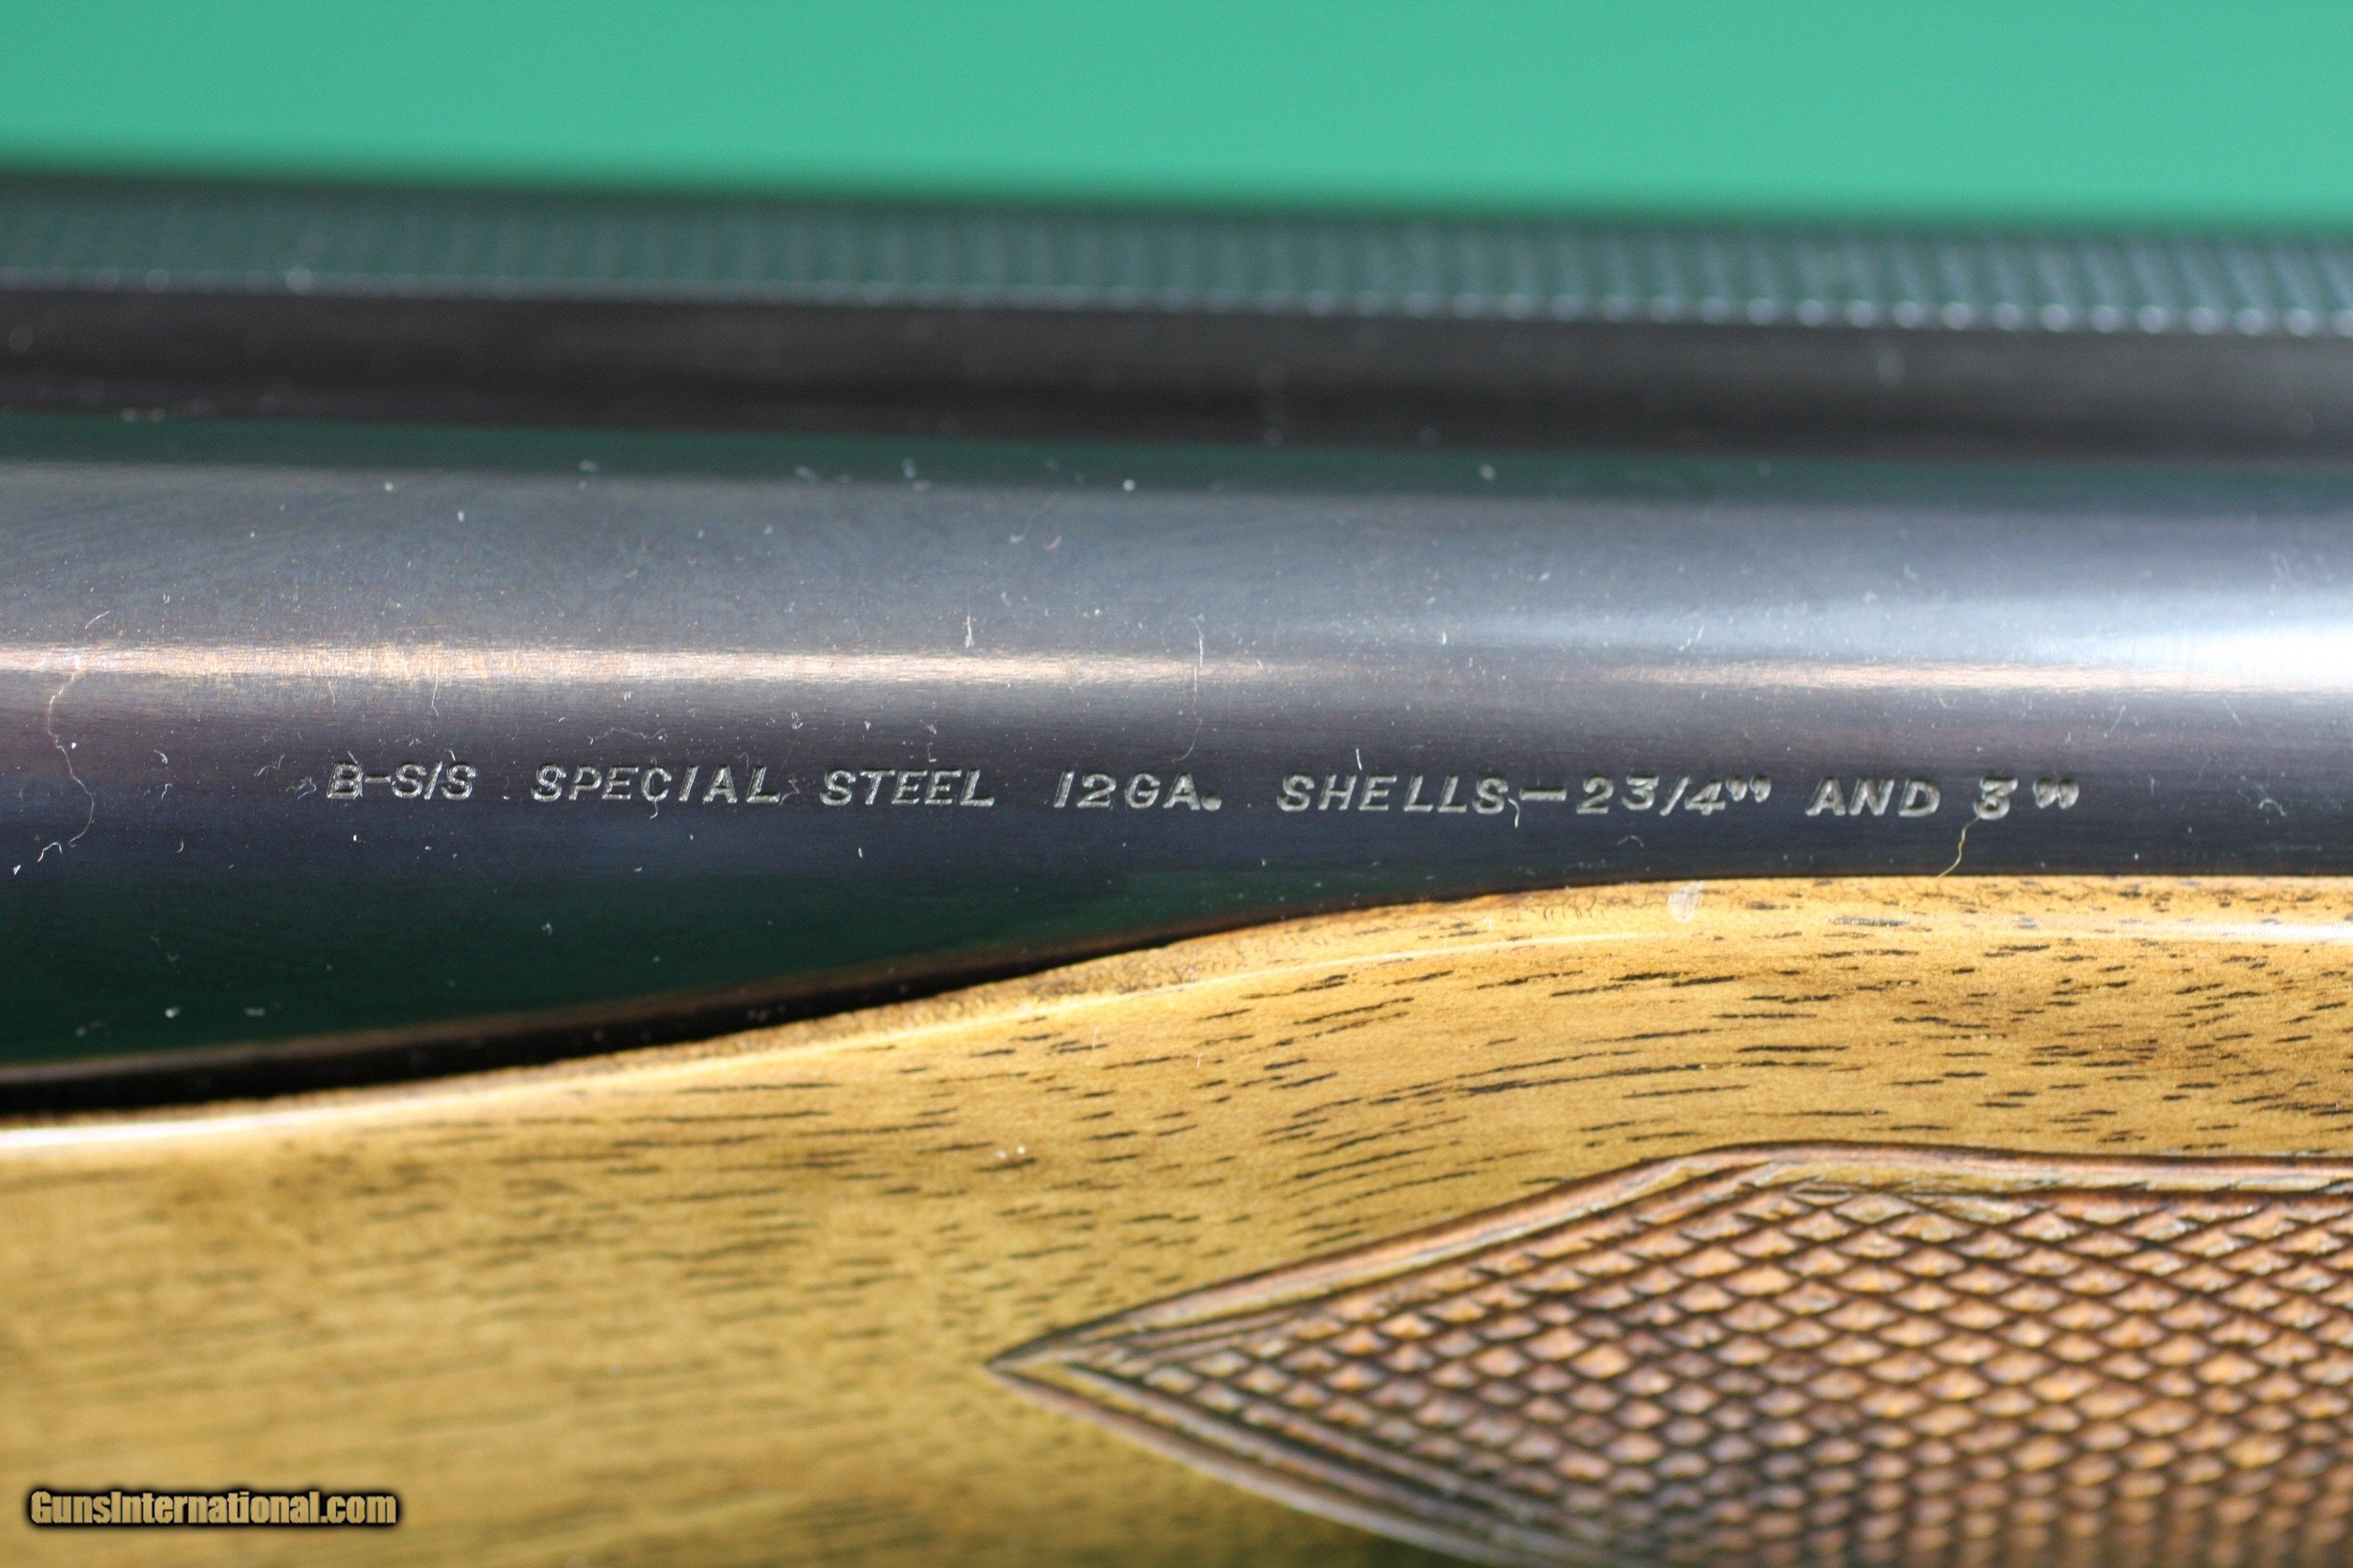 B-S/S SPECIAL STEEL 12GA. SHELLS-23/4" AND 3"
GunsInternational.com